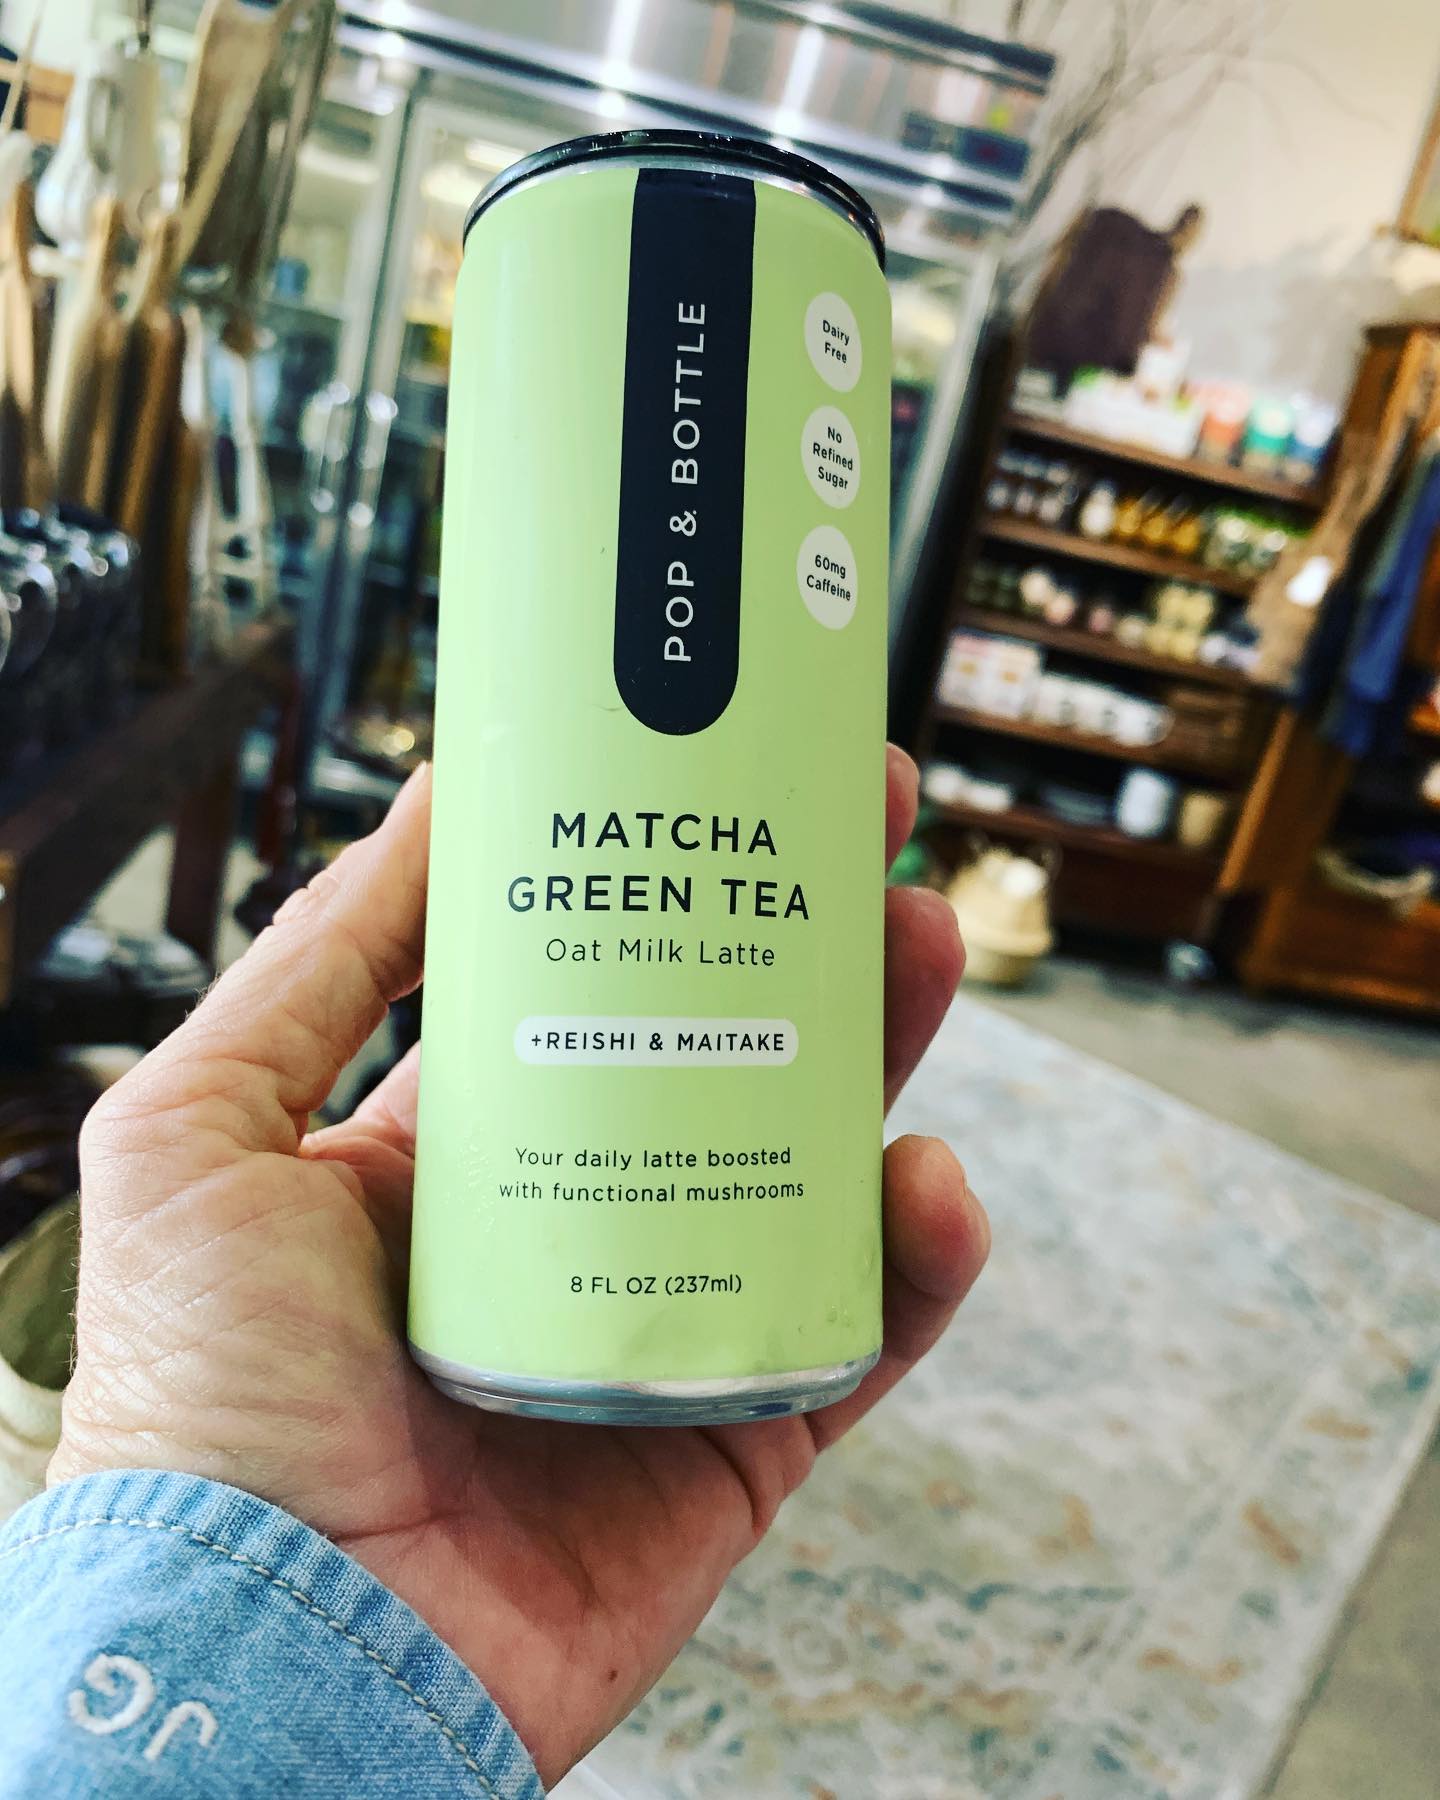 POP & BOTTLE
Dairy
Free
No
Refined
Sugar
60mg
Caffeine
MATCHA
GREEN TEA
Oat Milk Latte
+REISHI & MAITAKE
Your daily latte boosted
with functional mushrooms
8 FL OZ (237ml)
JG